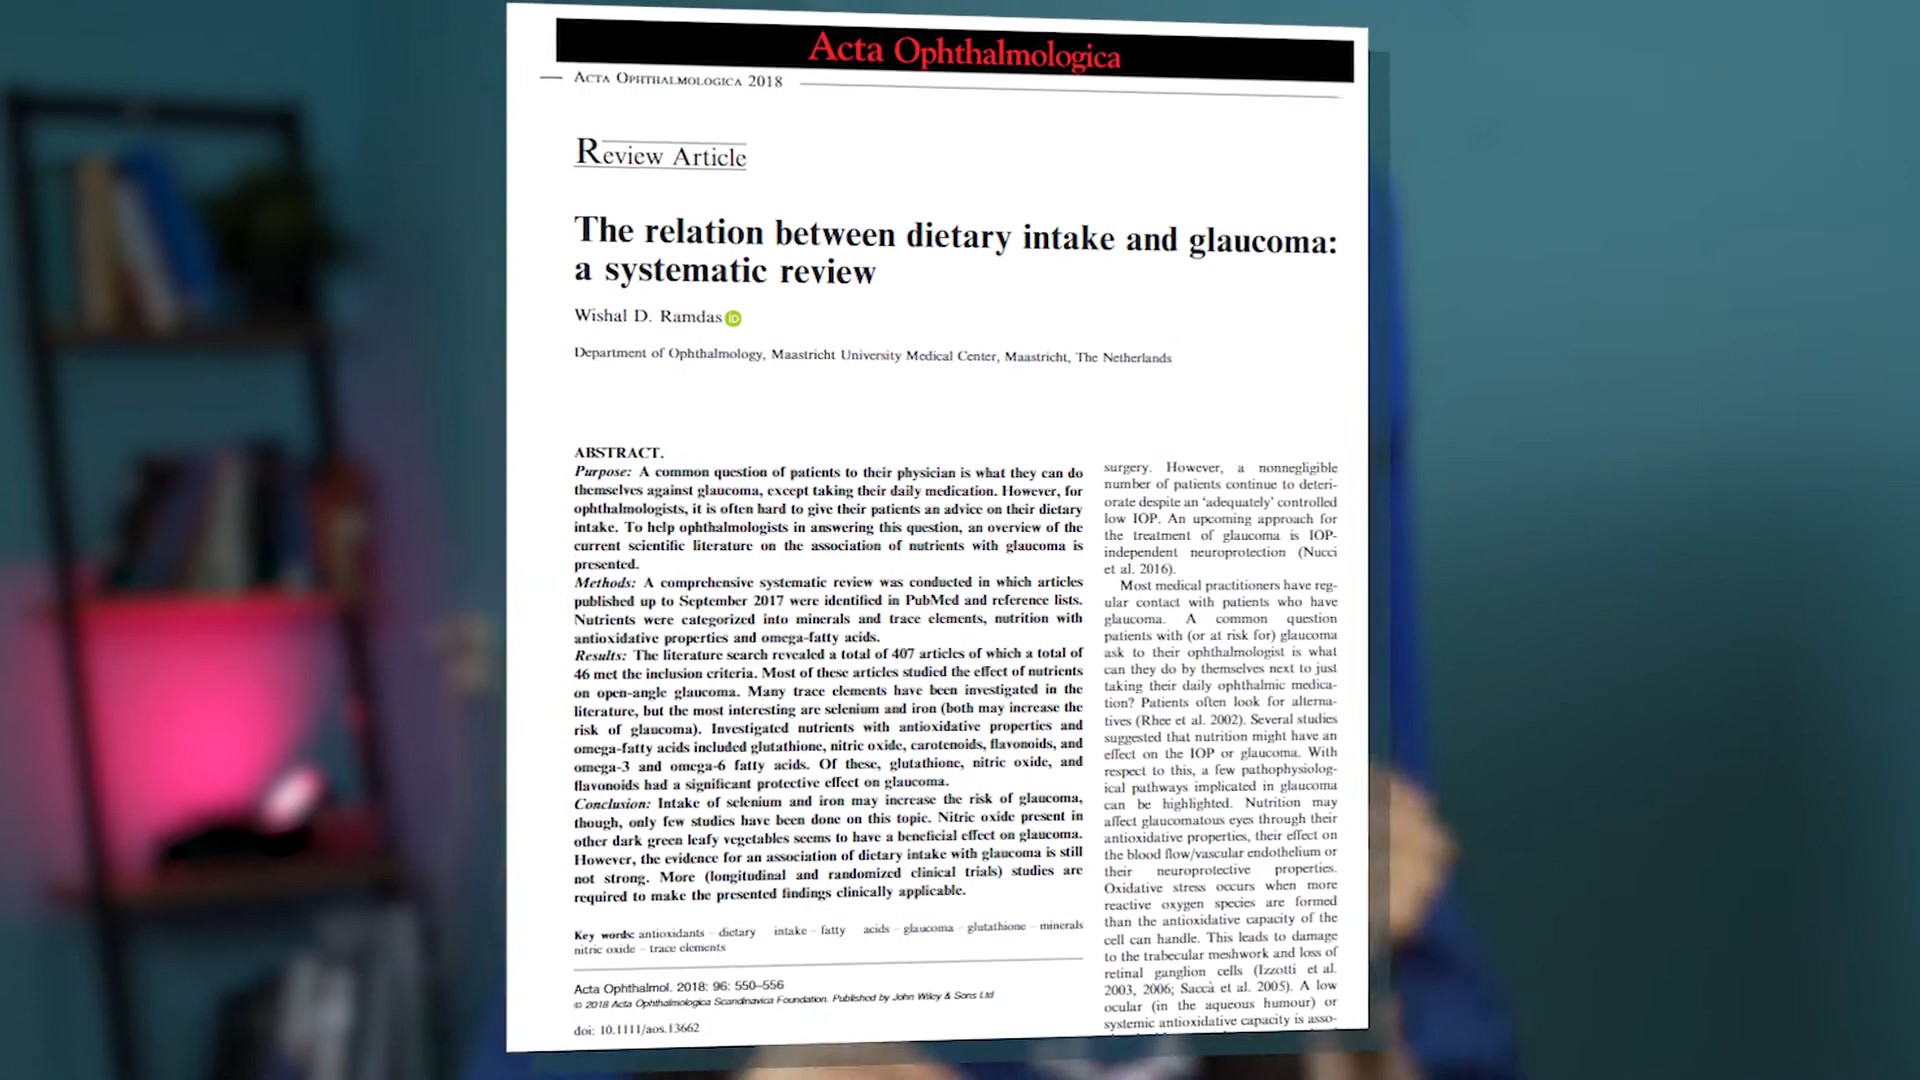 Acta Ophthalmologica
ACTA OPHTHALMOLOGICA 2018
Review Article
The relation between dietary intake and glaucoma:
a systematic review
Wishal D. Ramdas iD
Department of Ophthalmology, Maastricht University Medical Center, Maastricht, The Netherlands
ABSTRACT.
Purpose: A common question of patients to their physician is what they can do
themselves against glaucoma, except taking their daily medication. However, for
ophthalmologists, it is often hard to give their patients an advice on their dietary
intake. To help ophthalmologists in answering this question, an overview of the
current scientific literature on the association of nutrients with glaucoma is
presented.
Methods: A comprehensive systematic review was conducted in which articles
published up to September 2017 were identified in PubMed and reference lists.
Nutrients were categorized into minerals and trace elements, nutrition with
antioxidative properties and omega-fatty acids.
Results: The literature search revealed a total of 407 articles of which a total of
46 met the inclusion criteria. Most of these articles studied the effect of nutrients
on open-angle glaucoma. Many trace elements have been investigated in the
literature, but the most interesting are selenium and iron (both may increase the
risk of glaucoma). Investigated nutrients with antioxidative properties and
omega-fatty acids included glutathione, nitric oxide, carotenoids, flavonoids, and
omega-3 and omega-6 fatty acids. Of these, glutathione, nitric oxide, and
flavonoids had a significant protective effect on glaucoma.
Conclusion: Intake of selenium and iron may increase the risk of glaucoma,
though, only few studies have been done on this topic. Nitric oxide present in
other dark green leafy vegetables seems to have a beneficial effect on glaucoma.
However, the evidence for an association of dietary intake with glaucoma is still
not strong. More (longitudinal and randomized clinical trials) studies are
required to make the presented findings clinically applicable.
Key words: antioxidants – dietary intake – fatty acids – glaucoma – glutathione – minerals
nitric oxide – trace elements
Acta Ophthalmol. 2018: 96: 550–556
© 2018 Acta Ophthalmologica Scandinavica Foundation. Published by John Wiley & Sons Ltd
doi: 10.1111/aos.13662
surgery. However, a nonnegligible
number of patients continue to deteri-
orate despite an ‘adequately’ controlled
low IOP. An upcoming approach for
the treatment of glaucoma is IOP-
independent neuroprotection (Nucci
et al. 2016).
Most medical practitioners have reg-
ular contact with patients who have
glaucoma. A common question
patients with (or at risk for) glaucoma
ask to their ophthalmologist is what
can they do by themselves next to just
taking their daily ophthalmic medica-
tion? Patients often look for alterna-
tives (Rhee et al. 2002). Several studies
suggested that nutrition might have an
effect on the IOP or glaucoma. With
respect to this, a few pathophysiolog-
ical pathways implicated in glaucoma
can be highlighted. Nutrition may
affect glaucomatous eyes through their
antioxidative properties, their effect on
the blood flow/vascular endothelium or
their neuroprotective properties.
Oxidative stress occurs when more
reactive oxygen species are formed
than the antioxidative capacity of the
cell can handle. This leads to damage
to the trabecular meshwork and loss of
retinal ganglion cells (Izzotti et al.
2003, 2006; Saccà et al. 2005). A low
ocular (in the aqueous humour) or
systemic antioxidative capacity is asso-